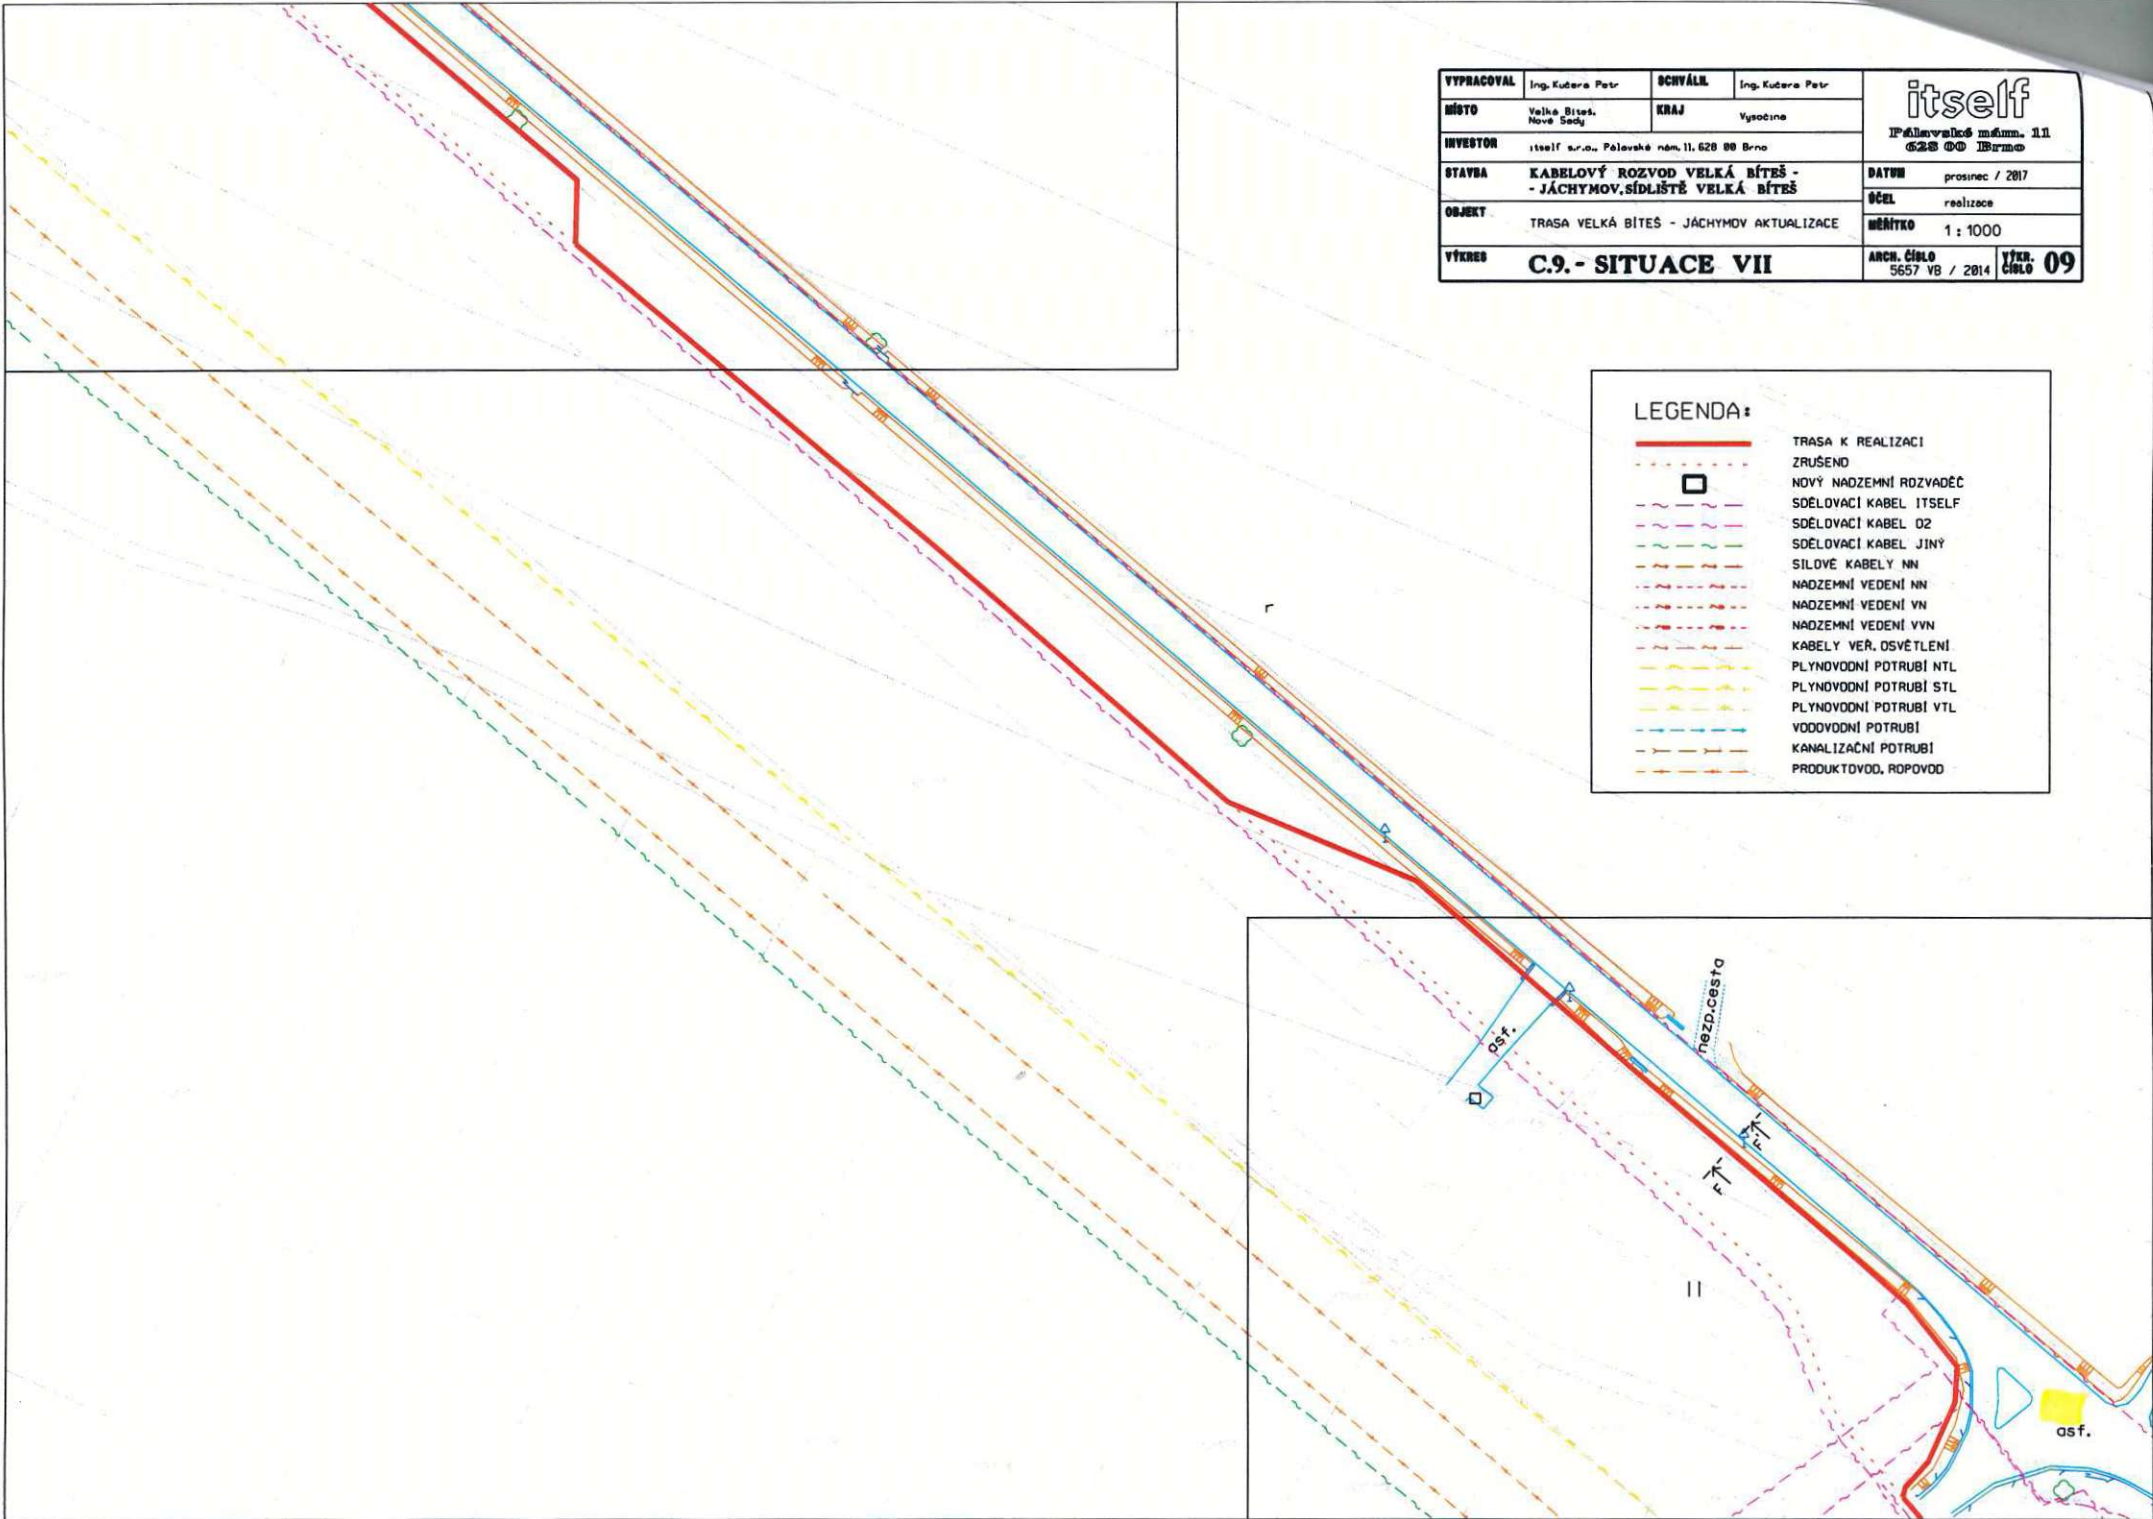 VYPRACOVAL Ing. Kučera Petr SCHVÁLIL Ing. Kučera Petr
MÍSTO Velká Bíteš, Nové Sady KRAJ Vysočina
INVESTOR itself s.r.o., Pálavské nám. 11, 628 00 Brno
STAVBA KABELOVÝ ROZVOD VELKÁ BÍTEŠ -
- JÁCHYMOV, SÍDLIŠTĚ VELKÁ BÍTEŠ
OBJEKT TRASA VELKÁ BÍTEŠ - JÁCHYMOV AKTUALIZACE
VÝKRES C.9. - SITUACE VII
itself
Pálavské námn. 11
628 00 Brno
DATUM prosinec / 2017
ÚČEL realizace
MĚŘÍTKO 1 : 1000
ARCH. ČÍSLO 5657 VB / 2014 VÝKR. ČÍSLO 09
LEGENDA:
TRASA K REALIZACI
ZRUŠENO
NOVÝ NADZEMNÍ ROZVADĚČ
SDĚLOVACÍ KABEL ITSELF
SDĚLOVACÍ KABEL O2
SDĚLOVACÍ KABEL JINÝ
SILOVÉ KABELY NN
NADZEMNÍ VEDENÍ NN
NADZEMNÍ VEDENÍ VN
NADZEMNÍ VEDENÍ VVN
KABELY VEŘ. OSVĚTLENÍ
PLYNOVODNÍ POTRUBÍ NTL
PLYNOVODNÍ POTRUBÍ STL
PLYNOVODNÍ POTRUBÍ VTL
VODOVODNÍ POTRUBÍ
KANALIZAČNÍ POTRUBÍ
PRODUKTOVOD, ROPOVOD
nezp.cesta
asf.
F'
F
asf.